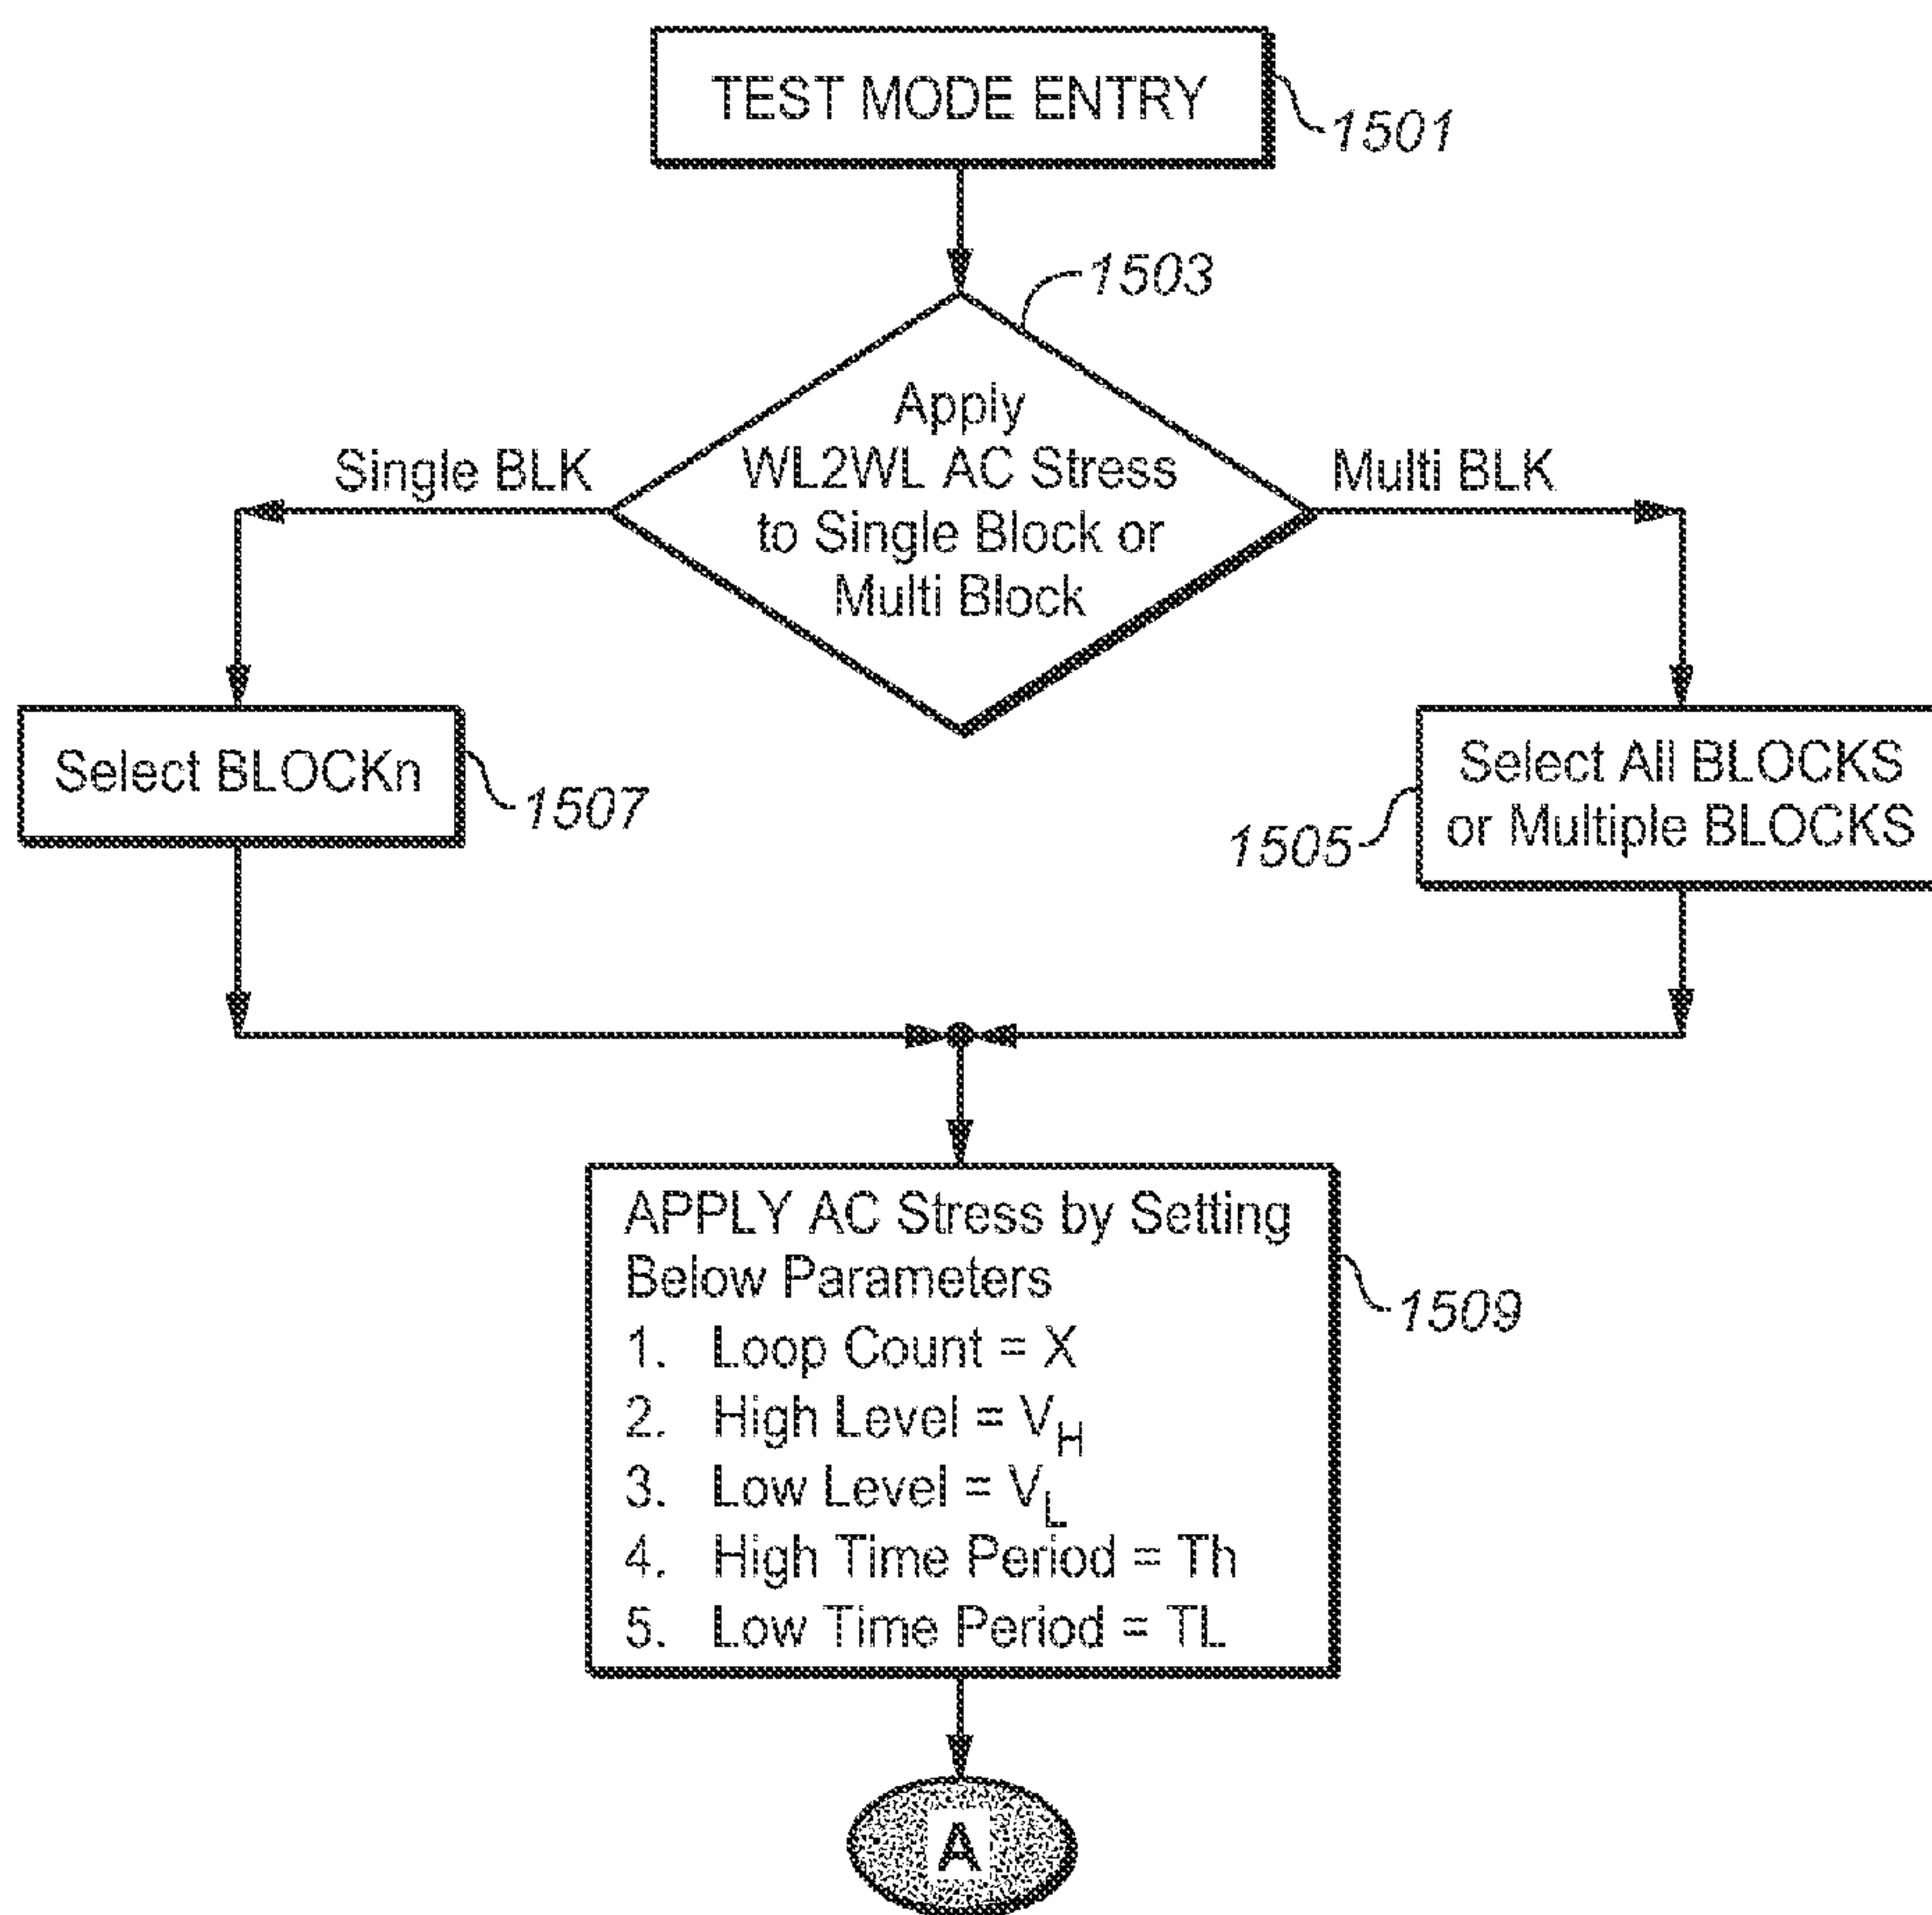 TEST MODE ENTRY
1501
1503
Apply
WL2WL AC Stress
to Single Block or
Multi Block
Single BLK
Multi BLK
Select BLOCKn
1507
Select All BLOCKS
or Multiple BLOCKS
1505
APPLY AC Stress by Setting
Below Parameters
1. Loop Count = X
2. High Level = V_H
3. Low Level = V_L
4. High Time Period = Th
5. Low Time Period = TL
1509
A